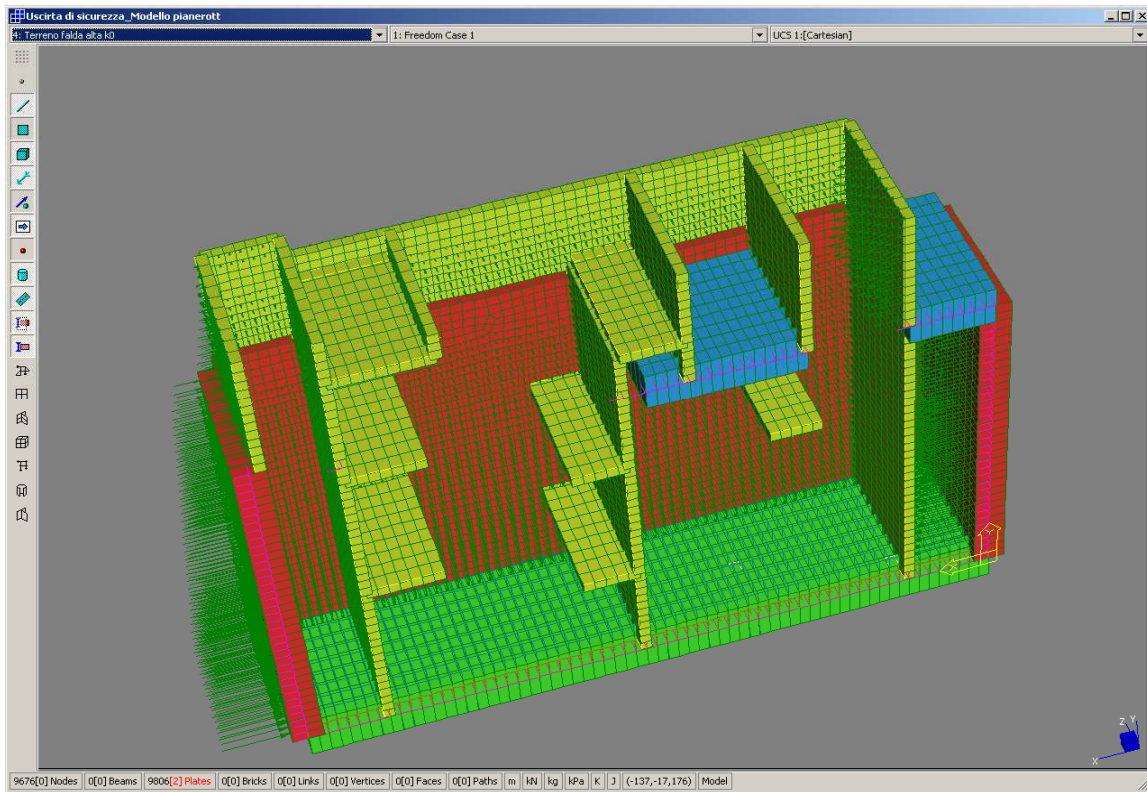 Uscirta di sicurezza_Modello pianerott
4: Terreno falda alta k0 1: Freedom Case 1 UCS 1:[Cartesian]
Z Y
X
9676[0] Nodes 0[0] Beams 9806[2] Plates 0[0] Bricks 0[0] Links 0[0] Vertices 0[0] Faces 0[0] Paths m kN kg kPa K J (-137,-17,176) Model